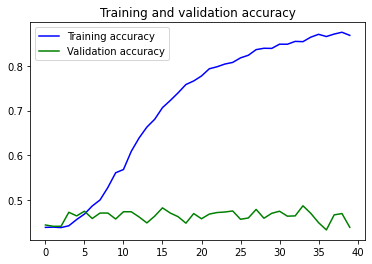 Training and validation accuracy
Training accuracy
Validation accuracy
0.8
0.7
0.6
0.5
0 5 10 15 20 25 30 35 40